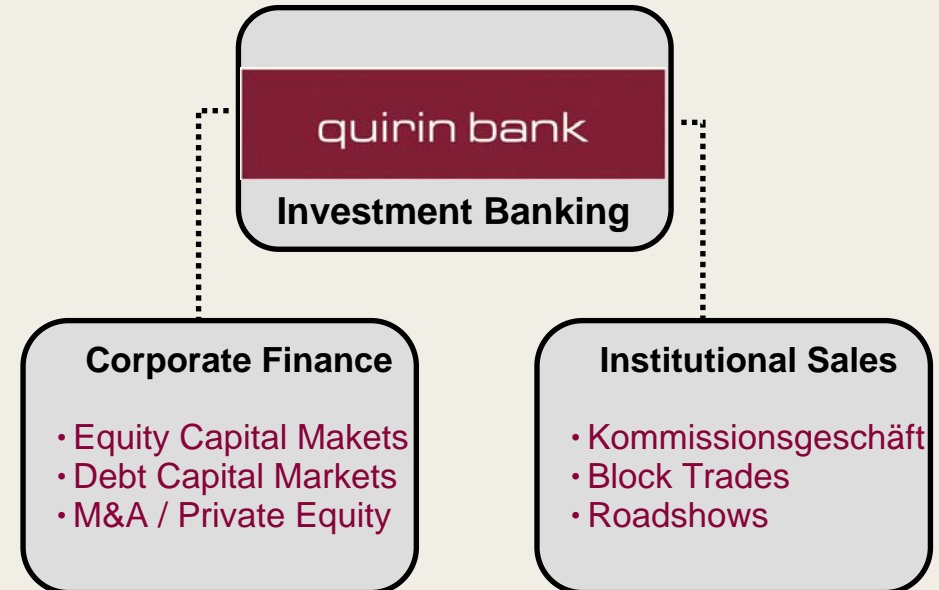 quirin bank
Investment Banking
Corporate Finance
• Equity Capital Makets
• Debt Capital Markets
• M&A / Private Equity
Institutional Sales
• Kommissionsgeschäft
• Block Trades
• Roadshows